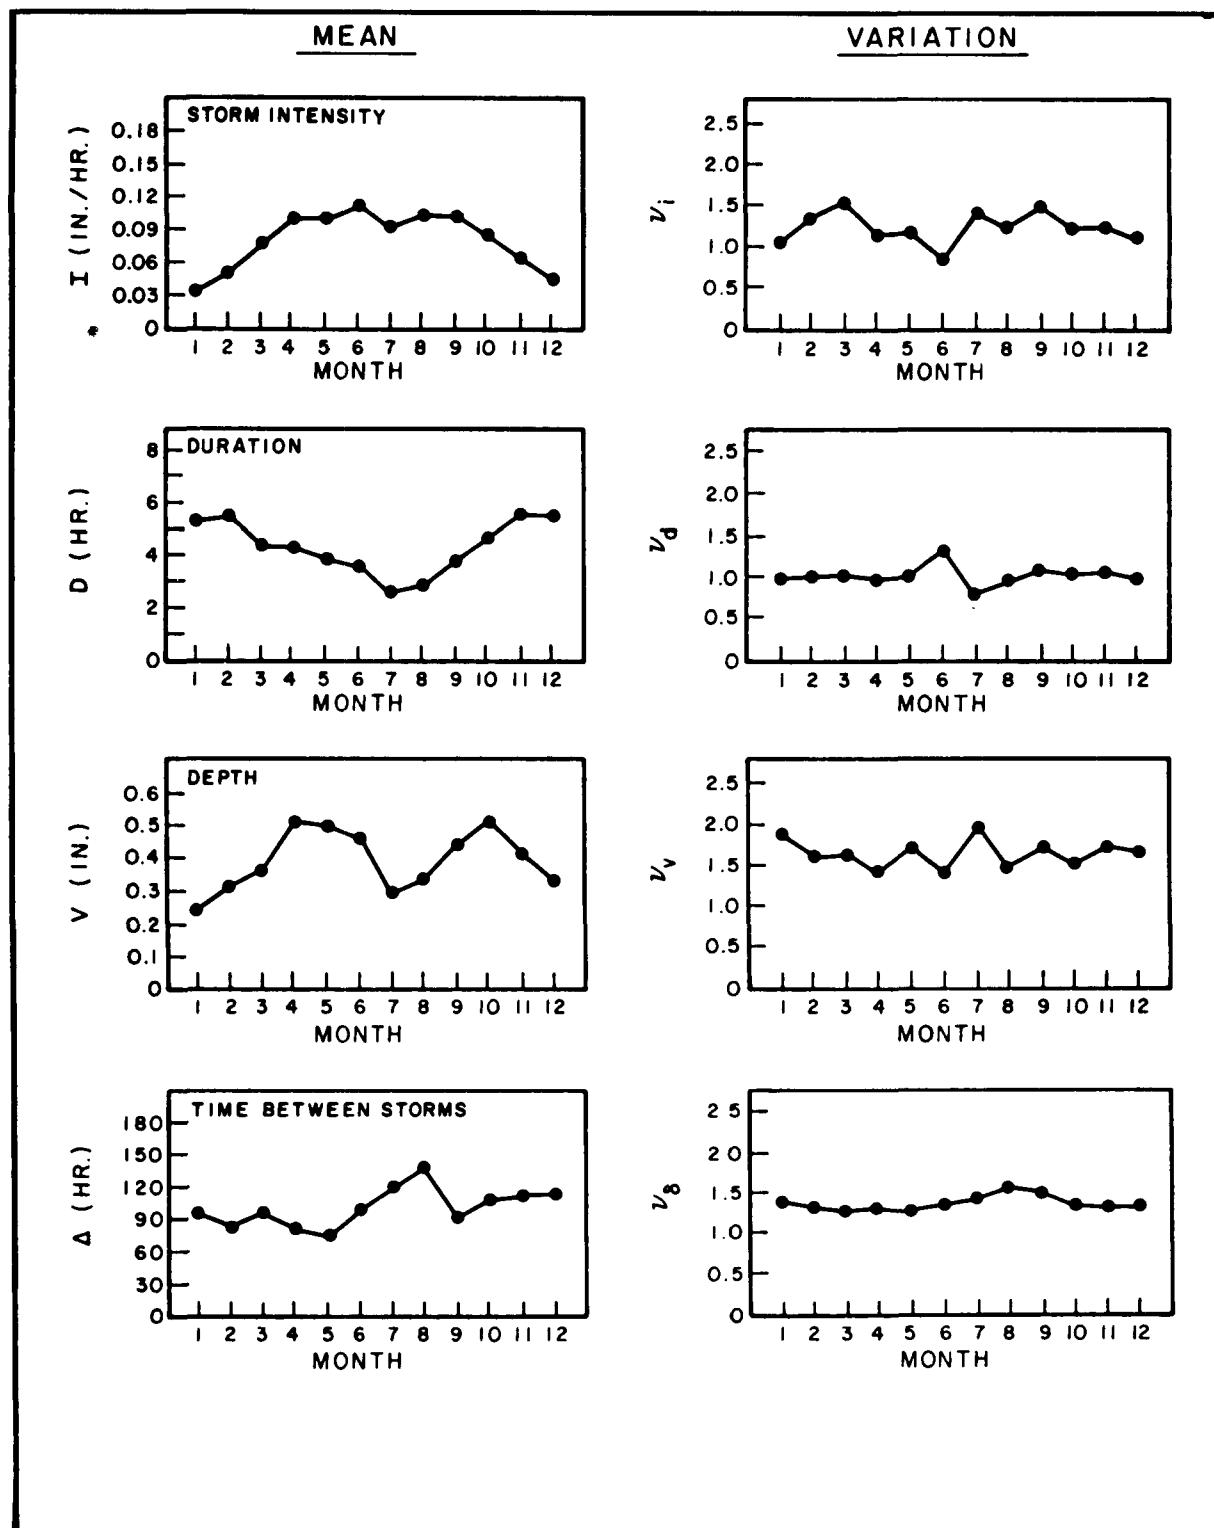 MEAN
VARIATION
STORM INTENSITY
I (IN./HR.)
*
0.18
0.15
0.12
0.09
0.06
0.03
0
1 2 3 4 5 6 7 8 9 10 11 12
MONTH
νi
2.5
2.0
1.5
1.0
0.5
0
1 2 3 4 5 6 7 8 9 10 11 12
MONTH
DURATION
D (HR.)
8
6
4
2
0
1 2 3 4 5 6 7 8 9 10 11 12
MONTH
νd
2.5
2.0
1.5
1.0
0.5
0
1 2 3 4 5 6 7 8 9 10 11 12
MONTH
DEPTH
V (IN.)
0.6
0.5
0.4
0.3
0.2
0.1
0
1 2 3 4 5 6 7 8 9 10 11 12
MONTH
νv
2.5
2.0
1.5
1.0
0.5
0
1 2 3 4 5 6 7 8 9 10 11 12
MONTH
TIME BETWEEN STORMS
Δ (HR.)
180
150
120
90
60
30
0
1 2 3 4 5 6 7 8 9 10 11 12
MONTH
νδ
2 5
2 0
1.5
1.0
0.5
0
1 2 3 4 5 6 7 8 9 10 11 12
MONTH